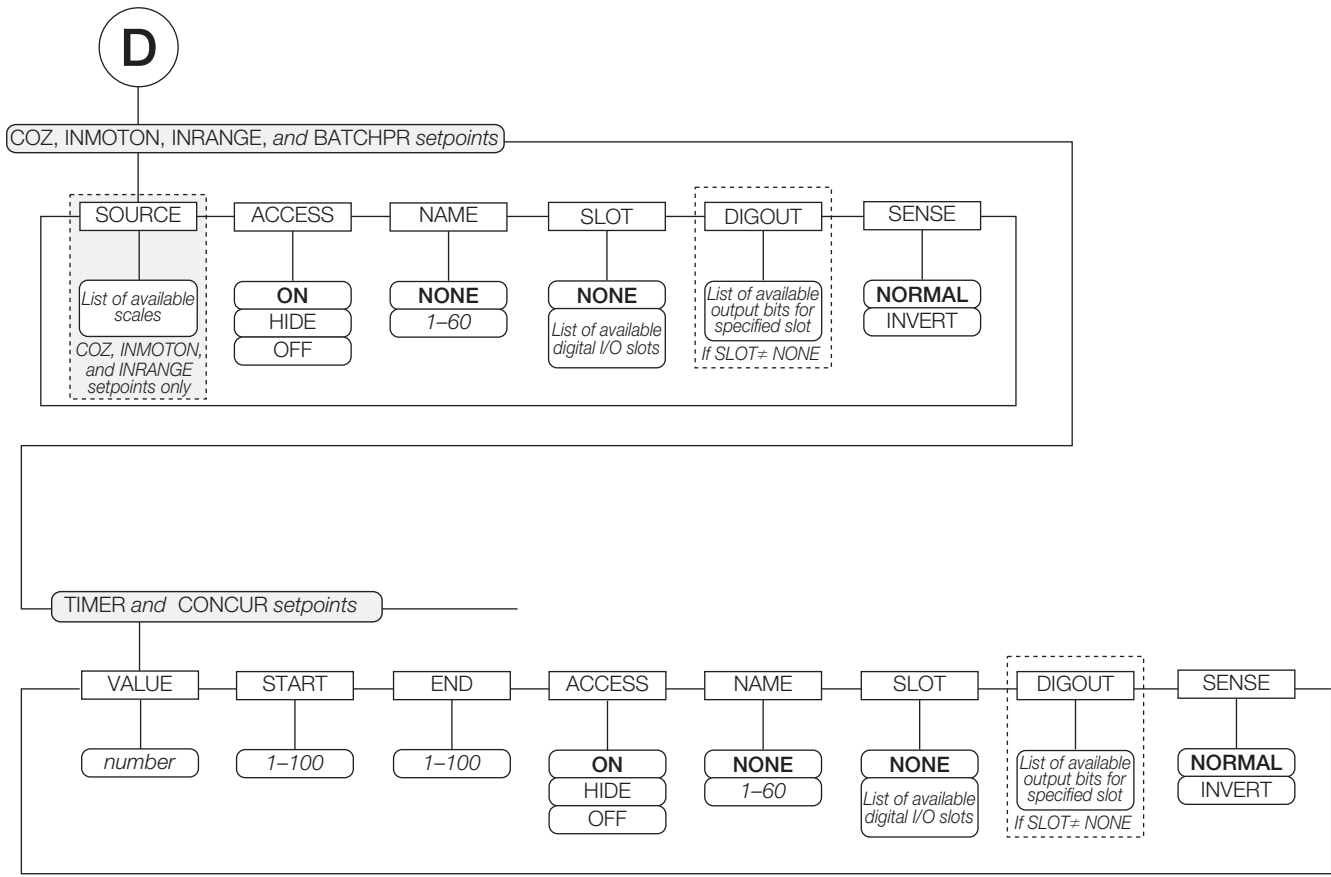 D
COZ, INMOTON, INRANGE, and BATCHPR setpoints
SOURCE
ACCESS
NAME
SLOT
DIGOUT
SENSE
List of available
scales
COZ, INMOTON,
and INRANGE
setpoints only
ON
HIDE
OFF
NONE
1–60
NONE
List of available
digital I/O slots
List of available
output bits for
specified slot
If SLOT≠ NONE
NORMAL
INVERT
TIMER and CONCUR setpoints
VALUE
START
END
ACCESS
NAME
SLOT
DIGOUT
SENSE
number
1–100
1–100
ON
HIDE
OFF
NONE
1–60
NONE
List of available
digital I/O slots
List of available
output bits for
specified slot
If SLOT≠ NONE
NORMAL
INVERT